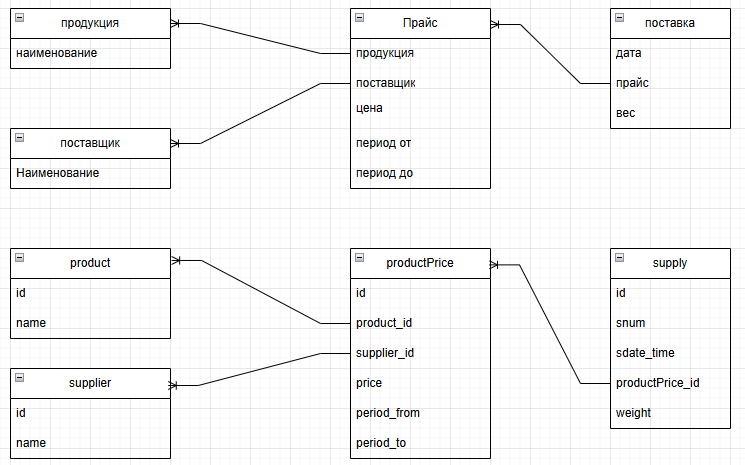 продукция
наименование
поставщик
Наименование
Прайс
продукция
поставщик
цена
период от
период до
поставка
дата
прайс
вес
product
id
name
supplier
id
name
productPrice
id
product_id
supplier_id
price
period_from
period_to
supply
id
snum
sdate_time
productPrice_id
weight